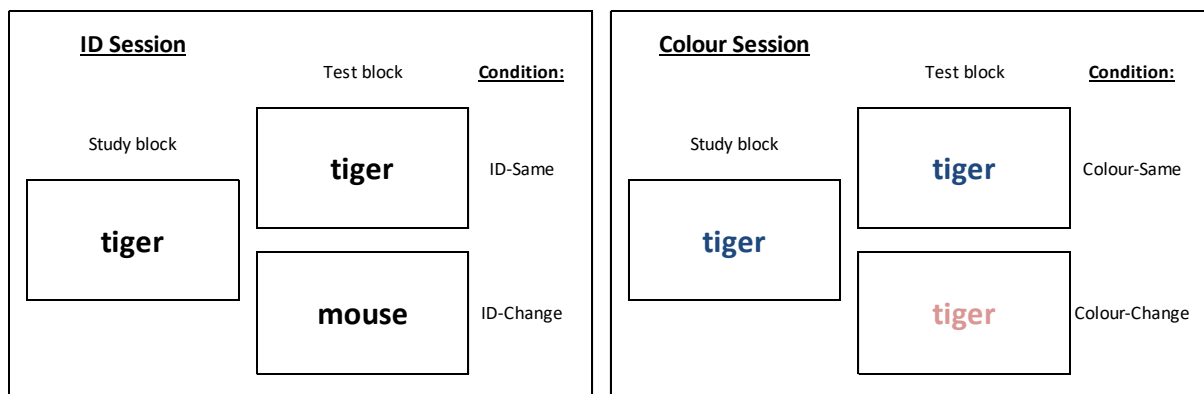 ID Session
Test block
Condition:
Study block
tiger
ID-Same
tiger
mouse
ID-Change
Colour Session
Test block
Condition:
Study block
tiger
Colour-Same
tiger
tiger
Colour-Change